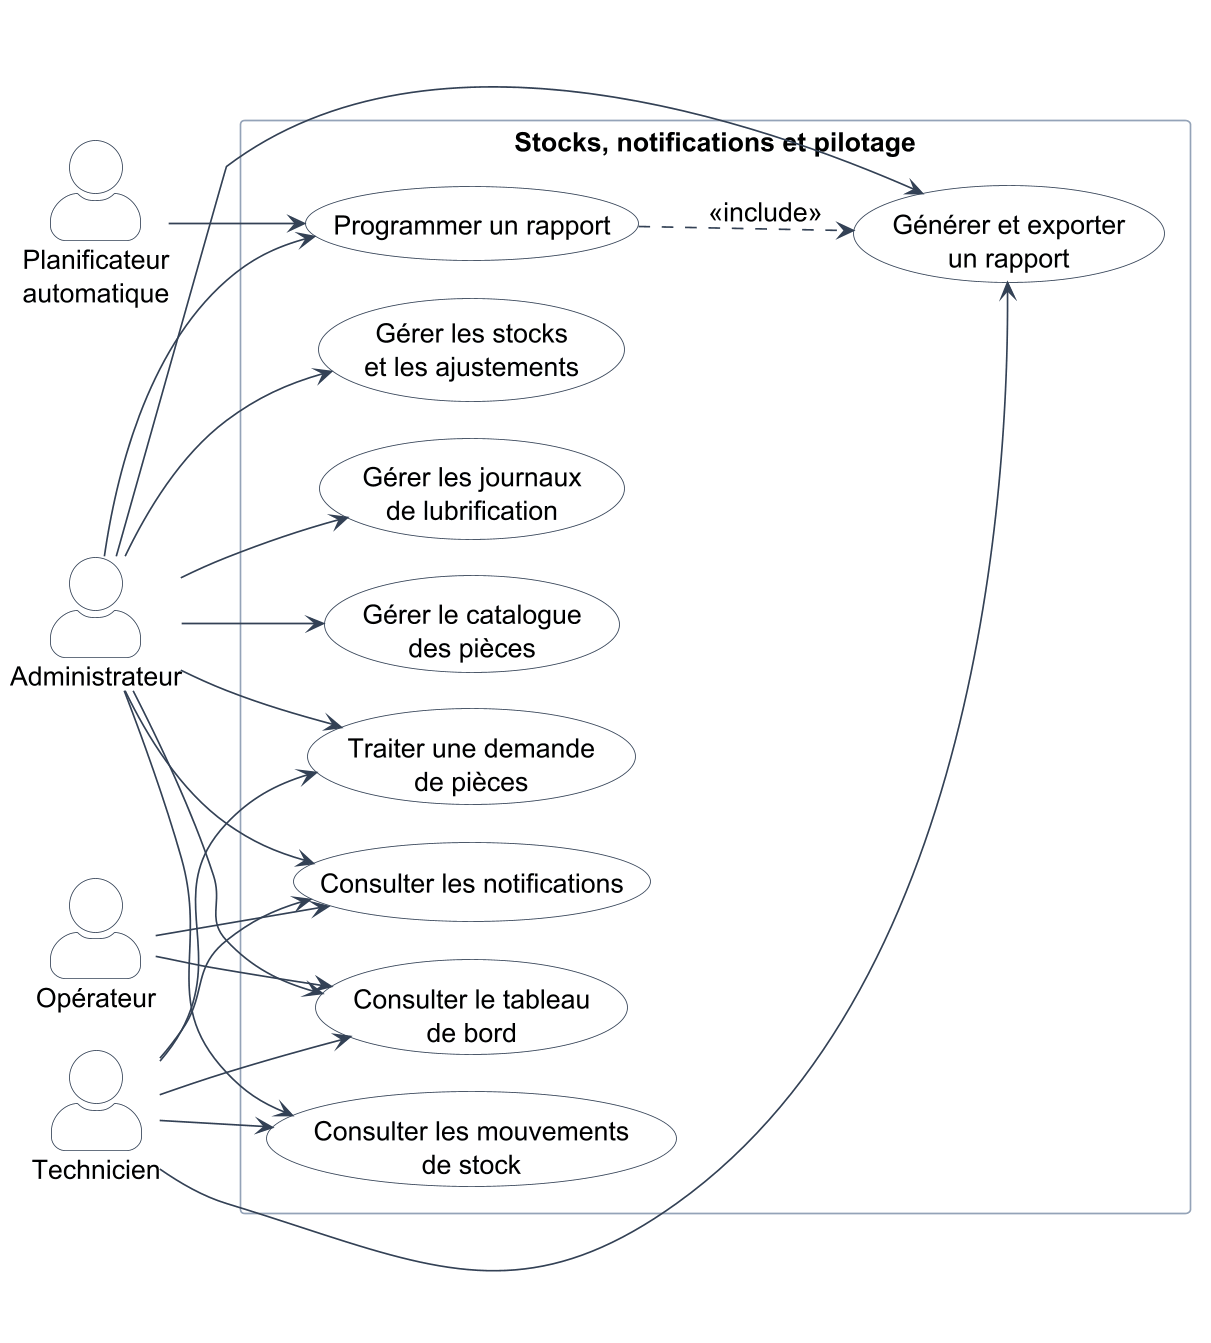 Stocks, notifications et pilotage
Planificateur
automatique
Programmer un rapport
«include»
Générer et exporter
un rapport
Gérer les stocks
et les ajustements
Gérer les journaux
de lubrification
Administrateur
Gérer le catalogue
des pièces
Traiter une demande
de pièces
Consulter les notifications
Opérateur
Consulter le tableau
de bord
Technicien
Consulter les mouvements
de stock